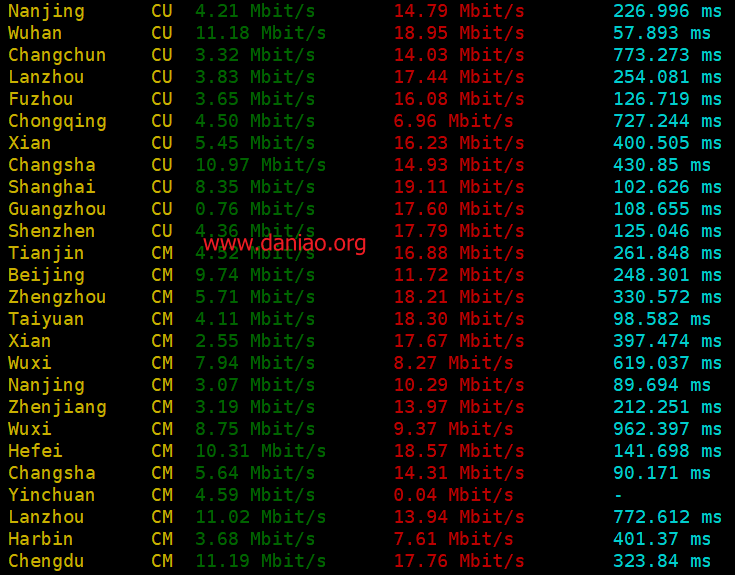 Nanjing CU 4.21 Mbit/s 14.79 Mbit/s 226.996 ms
Wuhan CU 11.18 Mbit/s 18.95 Mbit/s 57.893 ms
Changchun CU 3.32 Mbit/s 14.03 Mbit/s 773.273 ms
Lanzhou CU 3.83 Mbit/s 17.44 Mbit/s 254.081 ms
Fuzhou CU 3.65 Mbit/s 16.08 Mbit/s 126.719 ms
Chongqing CU 4.50 Mbit/s 6.96 Mbit/s 727.244 ms
Xian CU 5.45 Mbit/s 16.23 Mbit/s 400.505 ms
Changsha CU 10.97 Mbit/s 14.93 Mbit/s 430.85 ms
Shanghai CU 8.35 Mbit/s 19.11 Mbit/s 102.626 ms
Guangzhou CU 0.76 Mbit/s 17.60 Mbit/s 108.655 ms
Shenzhen CU 4.36 Mbit/s 17.79 Mbit/s 125.046 ms
www.daniao.org
Tianjin CM 4.32 Mbit/s 16.88 Mbit/s 261.848 ms
Beijing CM 9.74 Mbit/s 11.72 Mbit/s 248.301 ms
Zhengzhou CM 5.71 Mbit/s 18.21 Mbit/s 330.572 ms
Taiyuan CM 4.11 Mbit/s 18.30 Mbit/s 98.582 ms
Xian CM 2.55 Mbit/s 17.67 Mbit/s 397.474 ms
Wuxi CM 7.94 Mbit/s 8.27 Mbit/s 619.037 ms
Nanjing CM 3.07 Mbit/s 10.29 Mbit/s 89.694 ms
Zhenjiang CM 3.19 Mbit/s 13.97 Mbit/s 212.251 ms
Wuxi CM 8.75 Mbit/s 9.37 Mbit/s 962.397 ms
Hefei CM 10.31 Mbit/s 18.57 Mbit/s 141.698 ms
Changsha CM 5.64 Mbit/s 14.31 Mbit/s 90.171 ms
Yinchuan CM 4.59 Mbit/s 0.04 Mbit/s -
Lanzhou CM 11.02 Mbit/s 13.94 Mbit/s 772.612 ms
Harbin CM 3.68 Mbit/s 7.61 Mbit/s 401.37 ms
Chengdu CM 11.19 Mbit/s 17.76 Mbit/s 323.84 ms